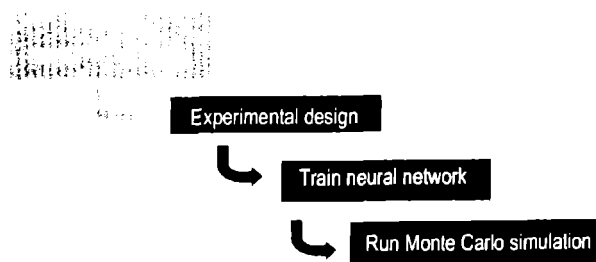 Experimental design
Train neural network
Run Monte Carlo simulation